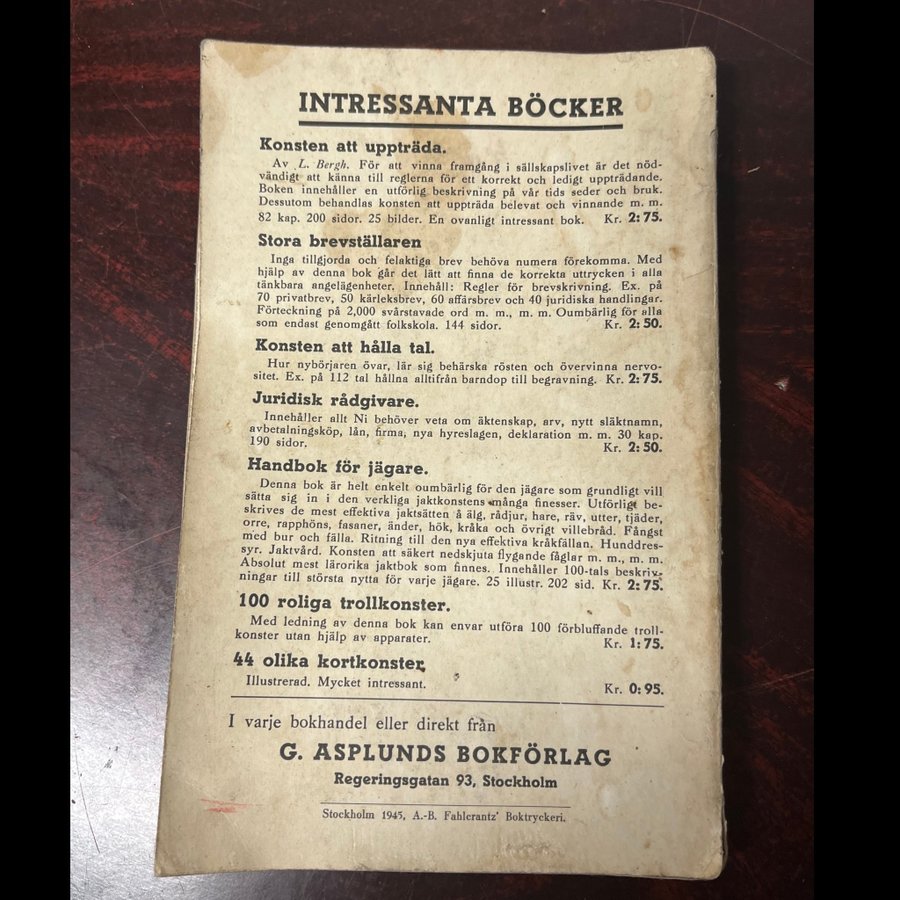 INTRESSANTA BÖCKER
Konsten att uppträda.
Av L. Bergh. För att vinna framgång i sällskapslivet är det nöd-
vändigt att känna till reglerna för ett korrekt och ledigt uppträdande.
Boken innehåller en utförlig beskrivning på vår tids seder och bruk.
Dessutom behandlas konsten att uppträda belevat och vinnande m. m.
82 kap. 200 sidor. 25 bilder. En ovanligt intressant bok. Kr. 2:75.
Stora brevställaren
Inga tillgjorda och felaktiga brev behöva numera förekomma. Med
hjälp av denna bok går det lätt att finna de korrekta uttrycken i alla
tänkbara angelägenheter. Innehåll: Regler för brevskrivning. Ex. på
70 privatbrev, 50 kärleksbrev, 60 affärsbrev och 40 juridiska handlingar.
Förteckning på 2,000 svårstavade ord m. m., m. m. Oumbärlig för alla
som endast genomgått folkskola. 144 sidor. Kr. 2:50.
Konsten att hålla tal.
Hur nybörjaren övar, lär sig behärska rösten och övervinna nervo-
sitet. Ex. på 112 tal hållna alltifrån barndop till begravning. Kr. 2:75.
Juridisk rådgivare.
Innehåller allt Ni behöver veta om äktenskap, arv, nytt släktnamn,
avbetalningsköp, lån, firma, nya hyreslagen, deklaration m. m. 30 kap.
190 sidor. Kr. 2:50.
Handbok för jägare.
Denna bok är helt enkelt oumbärlig för den jägare som grundligt vill
sätta sig in i den verkliga jaktkonstens många finesser. Utförligt be-
skrives de mest effektiva jaktsätten å älg, rådjur, hare, räv, utter, tjäder,
orre, rapphöns, fasaner, änder, hök, kråka och övrigt villebråd. Fångst
med bur och fälla. Ritning till den nya effektiva kråkfällan. Hunddres-
syr. Jaktvård. Konsten att säkert nedskjuta flygande fåglar m. m., m. m.
Absolut mest lärorika jaktbok som finnes. Innehåller 100-tals beskriv-
ningar till största nytta för varje jägare. 25 illustr. 202 sid. Kr. 2:75.
100 roliga trollkonster.
Med ledning av denna bok kan envar utföra 100 förbluffande troll-
konster utan hjälp av apparater. Kr. 1:75.
44 olika kortkonster.
Illustrerad. Mycket intressant. Kr. 0:95.
I varje bokhandel eller direkt från
G. ASPLUNDS BOKFÖRLAG
Regeringsgatan 93, Stockholm
Stockholm 1945, A.-B. Fahlcrantz' Boktryckeri.